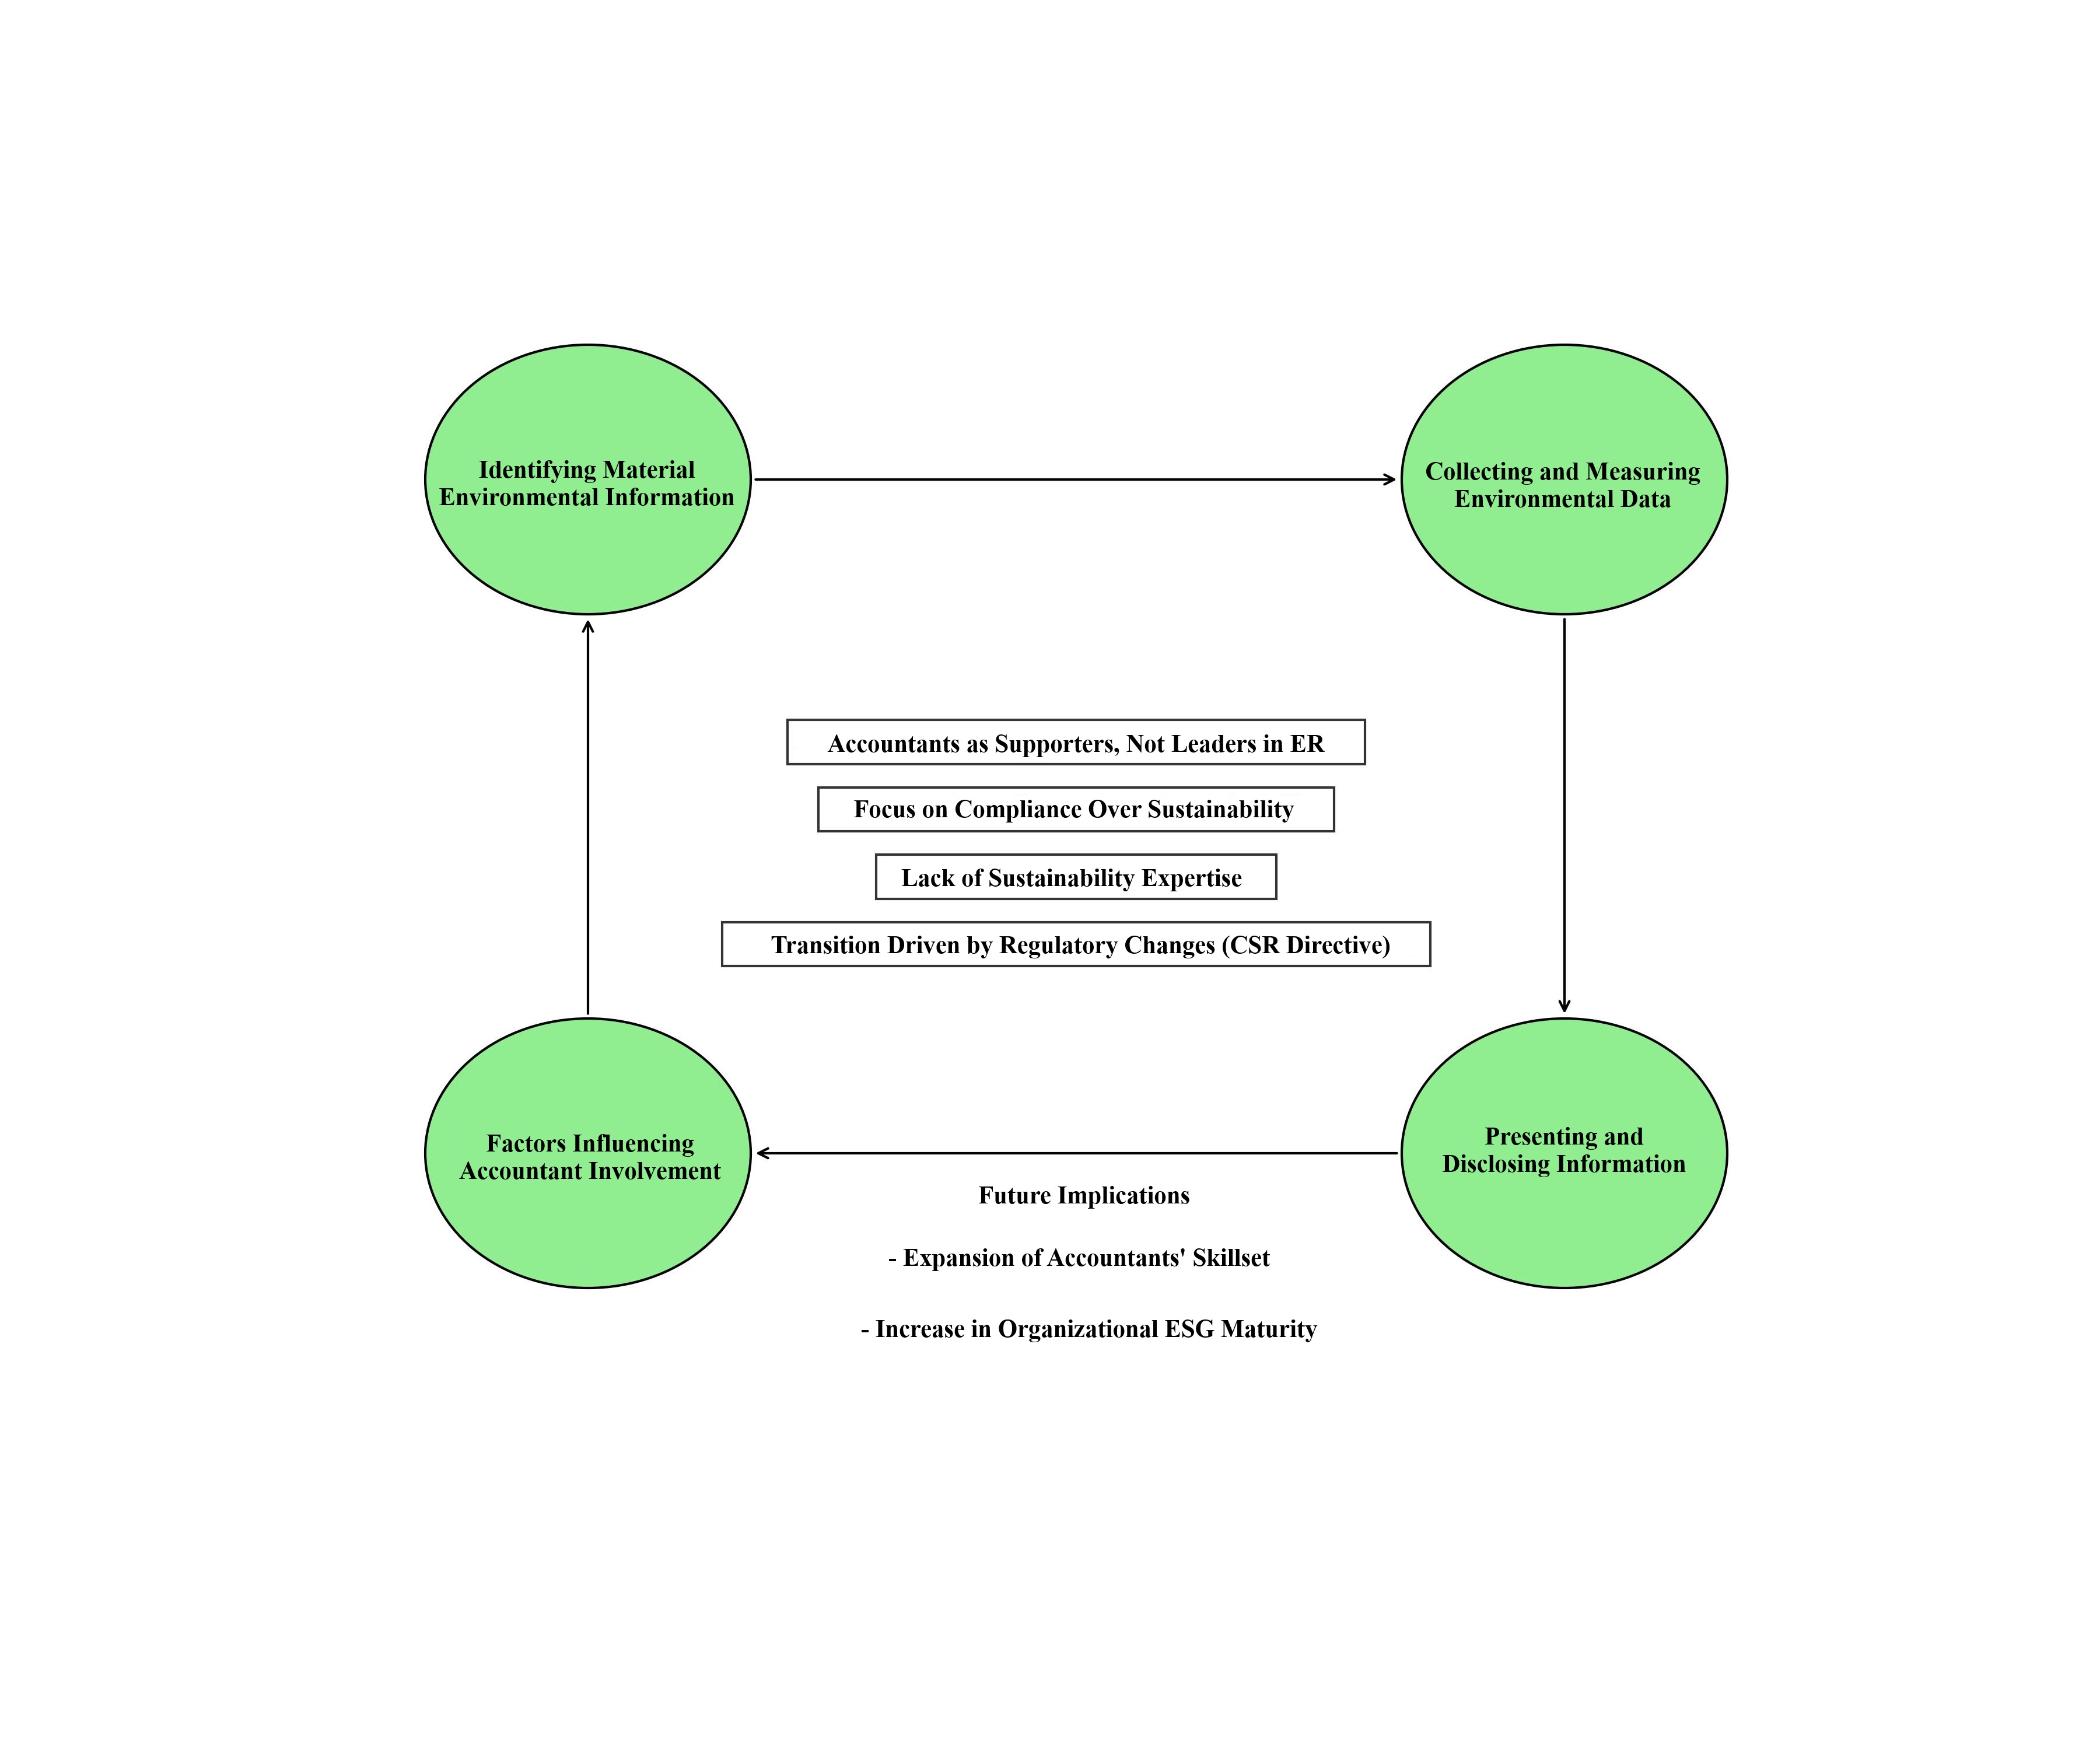 Identifying Material
Environmental Information
Collecting and Measuring
Environmental Data
Accountants as Supporters, Not Leaders in ER
Focus on Compliance Over Sustainability
Lack of Sustainability Expertise
Transition Driven by Regulatory Changes (CSR Directive)
Factors Influencing
Accountant Involvement
Presenting and
Disclosing Information
Future Implications
- Expansion of Accountants' Skillset
- Increase in Organizational ESG Maturity